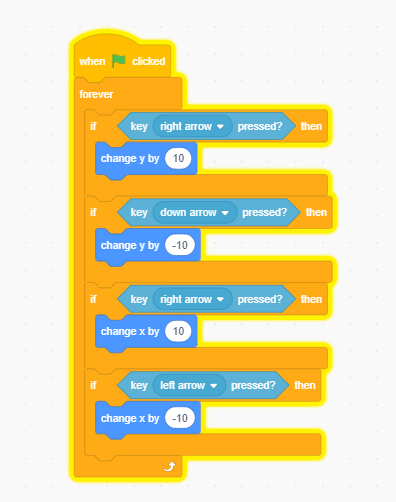 when clicked
forever
if key right arrow pressed? then
change y by 10
if key down arrow pressed? then
change y by -10
if key right arrow pressed? then
change x by 10
if key left arrow pressed? then
change x by -10